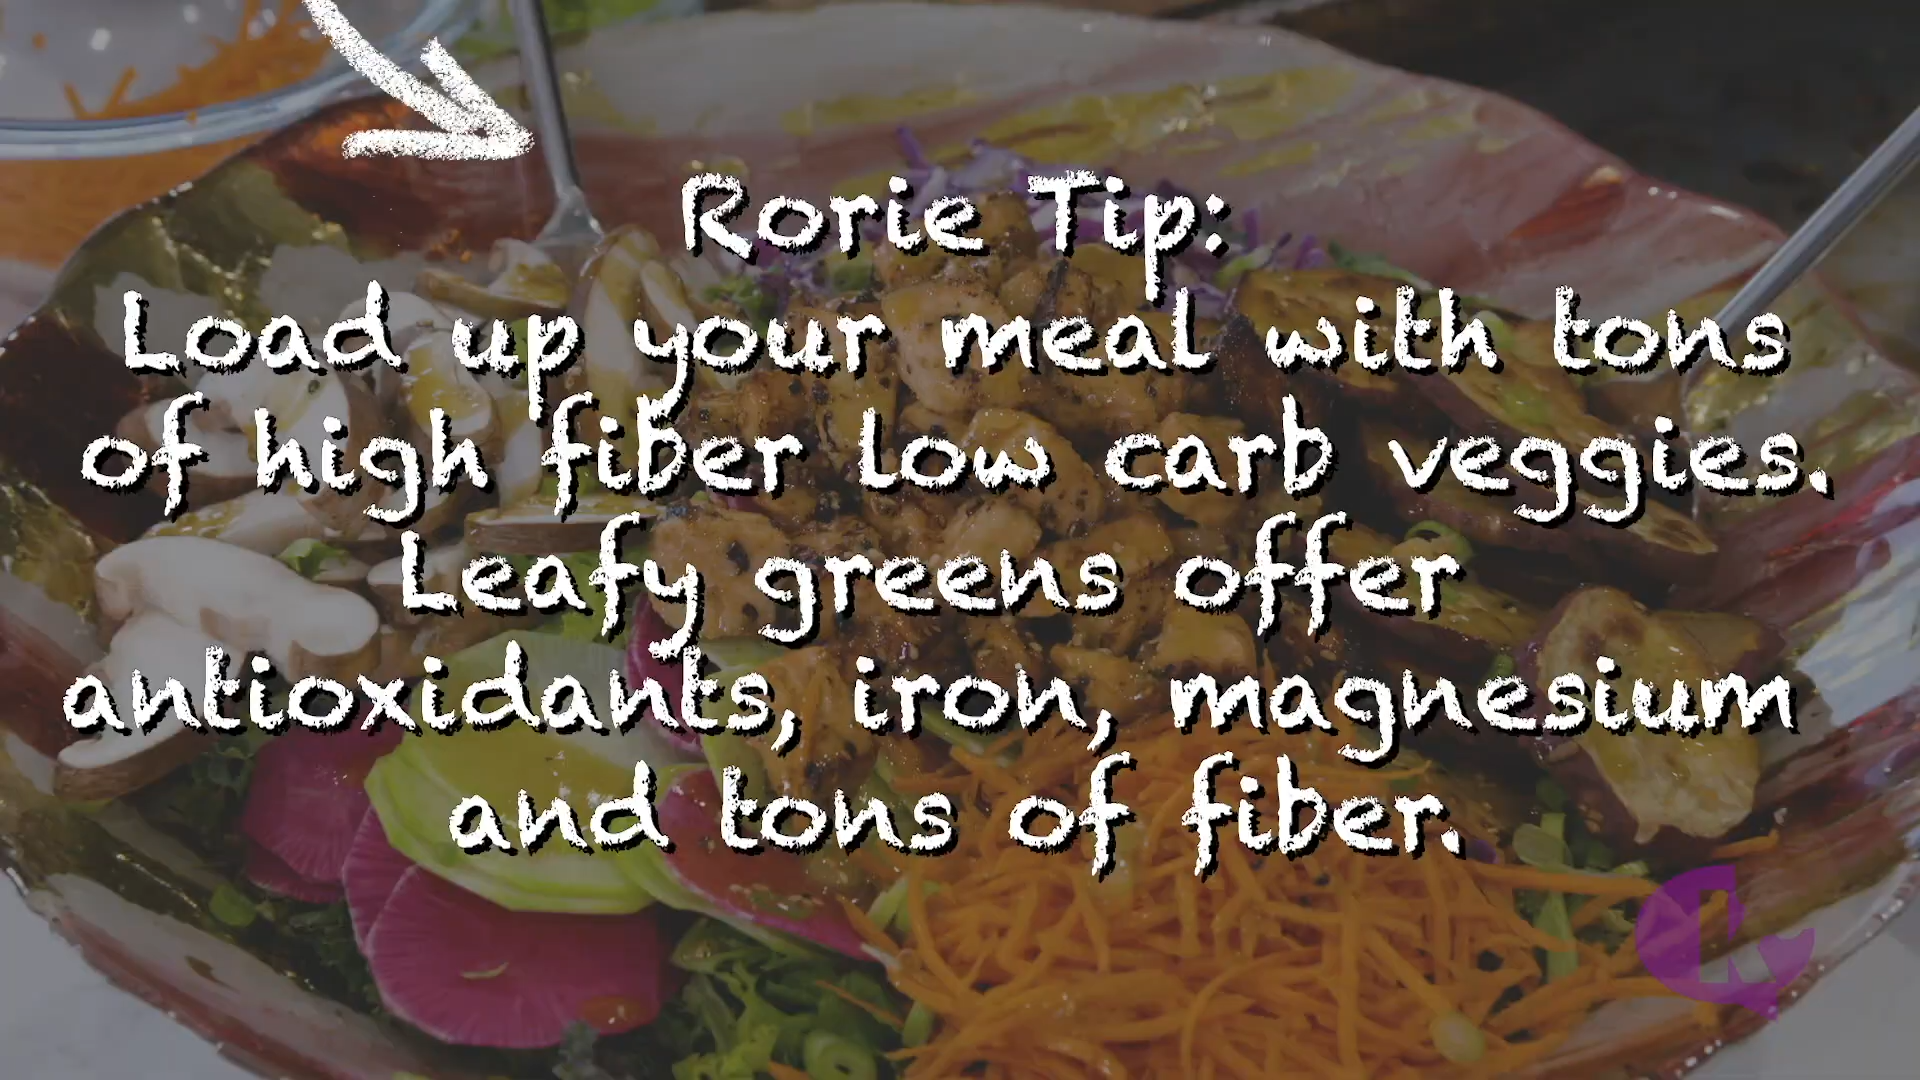 Rorie Tip:
Load up your meal with tons
of high fiber low carb veggies.
Leafy greens offer
antioxidants, iron, magnesium
and tons of fiber.
R